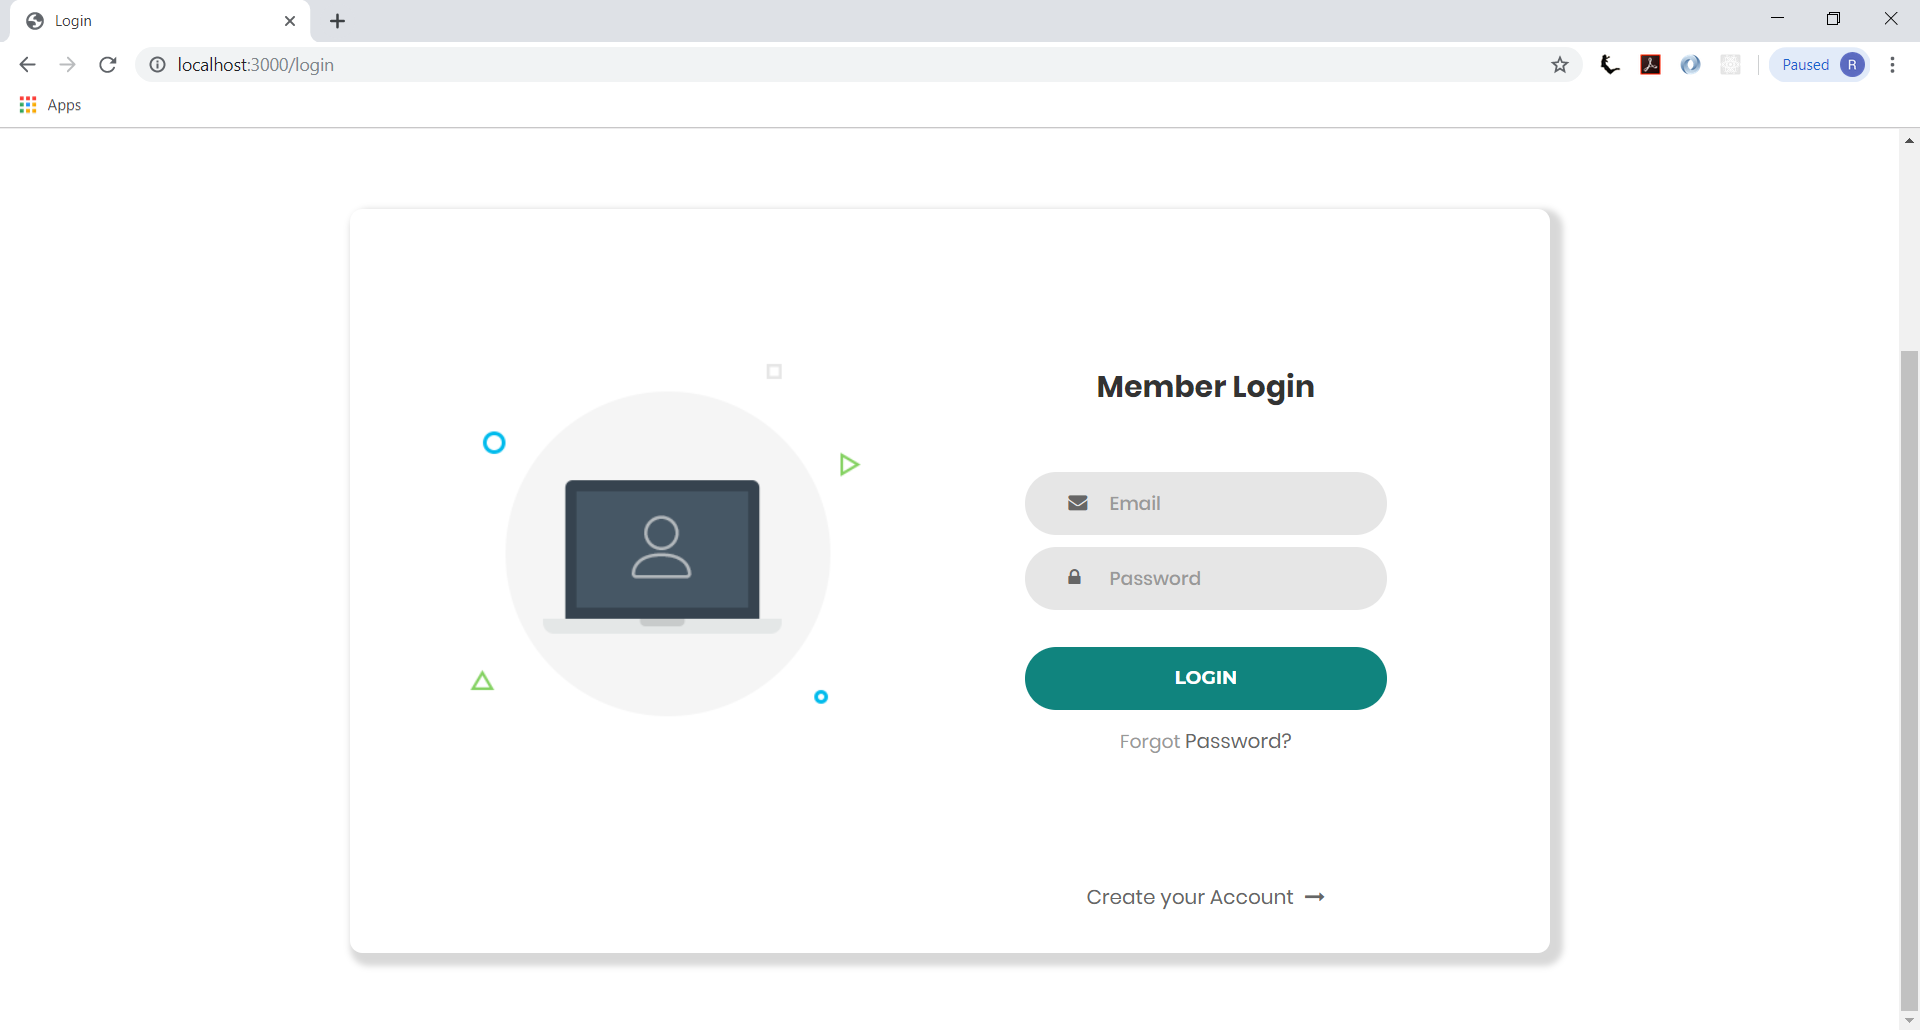 Login
localhost:3000/login
Paused R
Apps
Member Login
Email
Password
LOGIN
Forgot Password?
Create your Account